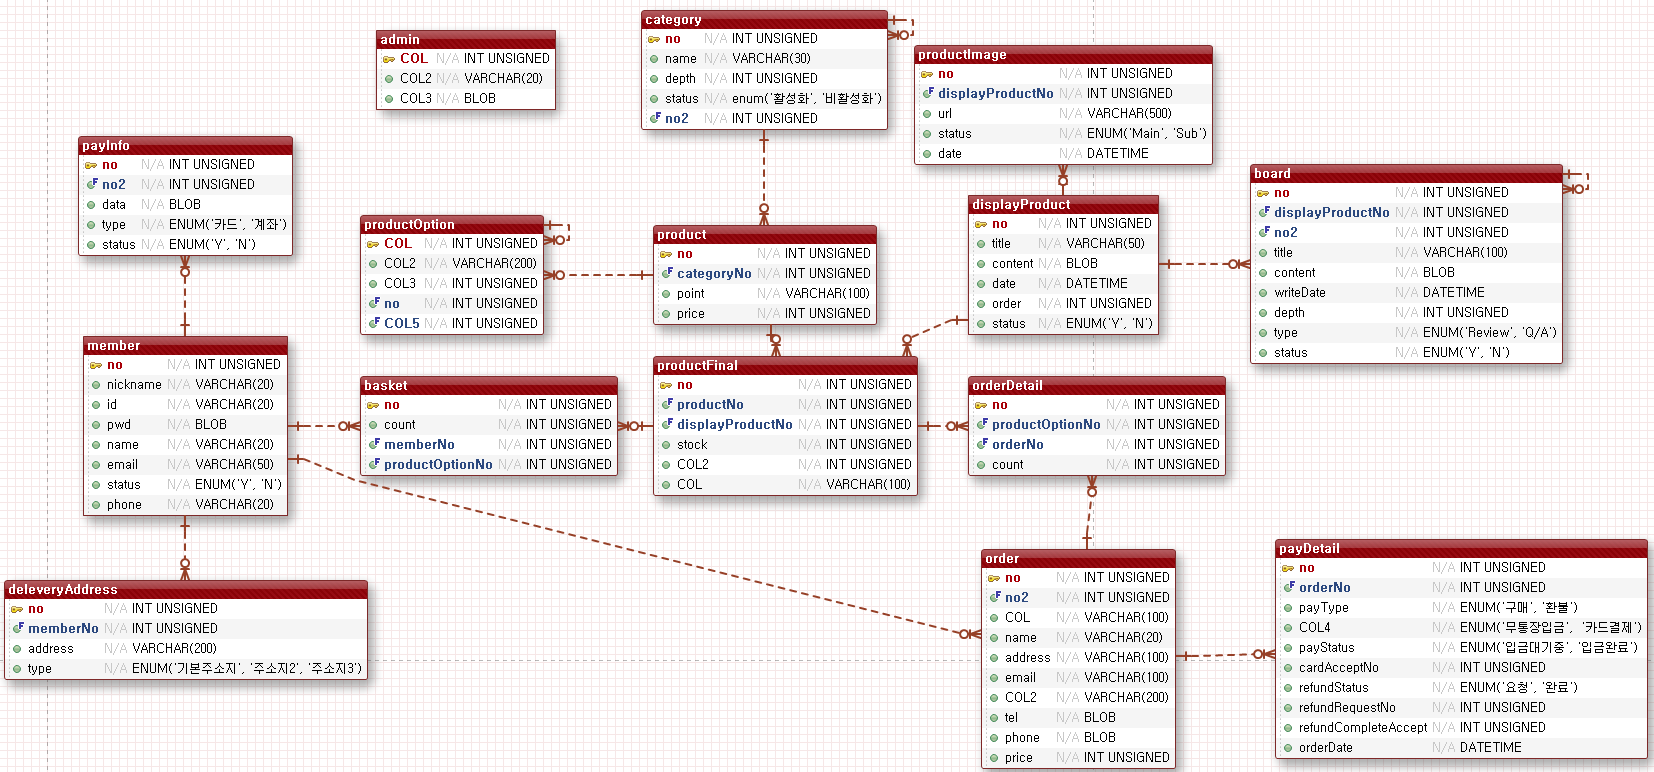 admin
COL N/A INT UNSIGNED
COL2 N/A VARCHAR(20)
COL3 N/A BLOB
category
no N/A INT UNSIGNED
name N/A VARCHAR(30)
depth N/A INT UNSIGNED
status N/A enum('활성화', '비활성화')
no2 N/A INT UNSIGNED
productImage
no N/A INT UNSIGNED
displayProductNo N/A INT UNSIGNED
url N/A VARCHAR(500)
status N/A ENUM('Main', 'Sub')
date N/A DATETIME
payInfo
no N/A INT UNSIGNED
no2 N/A INT UNSIGNED
data N/A BLOB
type N/A ENUM('카드', '계좌')
status N/A ENUM('Y', 'N')
productOption
COL N/A INT UNSIGNED
COL2 N/A VARCHAR(200)
COL3 N/A INT UNSIGNED
no N/A INT UNSIGNED
COL5 N/A INT UNSIGNED
product
no N/A INT UNSIGNED
categoryNo N/A INT UNSIGNED
point N/A VARCHAR(100)
price N/A INT UNSIGNED
displayProduct
no N/A INT UNSIGNED
title N/A VARCHAR(50)
content N/A BLOB
date N/A DATETIME
order N/A INT UNSIGNED
status N/A ENUM('Y', 'N')
board
no N/A INT UNSIGNED
displayProductNo N/A INT UNSIGNED
no2 N/A INT UNSIGNED
title N/A VARCHAR(100)
content N/A BLOB
writeDate N/A DATETIME
depth N/A INT UNSIGNED
type N/A ENUM('Review', 'Q/A')
status N/A ENUM('Y', 'N')
member
no N/A INT UNSIGNED
nickname N/A VARCHAR(20)
id N/A VARCHAR(20)
pwd N/A BLOB
name N/A VARCHAR(20)
email N/A VARCHAR(50)
status N/A ENUM('Y', 'N')
phone N/A VARCHAR(20)
basket
no N/A INT UNSIGNED
count N/A INT UNSIGNED
memberNo N/A INT UNSIGNED
productOptionNo N/A INT UNSIGNED
productFinal
no N/A INT UNSIGNED
productNo N/A INT UNSIGNED
displayProductNo N/A INT UNSIGNED
stock N/A INT UNSIGNED
COL2 N/A INT UNSIGNED
COL N/A VARCHAR(100)
orderDetail
no N/A INT UNSIGNED
productOptionNo N/A INT UNSIGNED
orderNo N/A INT UNSIGNED
count N/A INT UNSIGNED
deleveryAddress
no N/A INT UNSIGNED
memberNo N/A INT UNSIGNED
address N/A VARCHAR(200)
type N/A ENUM('기본주소지', '주소지2', '주소지3')
order
no N/A INT UNSIGNED
no2 N/A INT UNSIGNED
COL N/A VARCHAR(100)
name N/A VARCHAR(20)
address N/A VARCHAR(100)
email N/A VARCHAR(100)
COL2 N/A VARCHAR(200)
tel N/A BLOB
phone N/A BLOB
price N/A INT UNSIGNED
payDetail
no N/A INT UNSIGNED
orderNo N/A INT UNSIGNED
payType N/A ENUM('구매', '환불')
COL4 N/A ENUM('무통장입금', '카드결제')
payStatus N/A ENUM('입금대기중', '입금완료')
cardAcceptNo N/A INT UNSIGNED
refundStatus N/A ENUM('요청', '완료')
refundRequestNo N/A INT UNSIGNED
refundCompleteAccept N/A INT UNSIGNED
orderDate N/A DATETIME